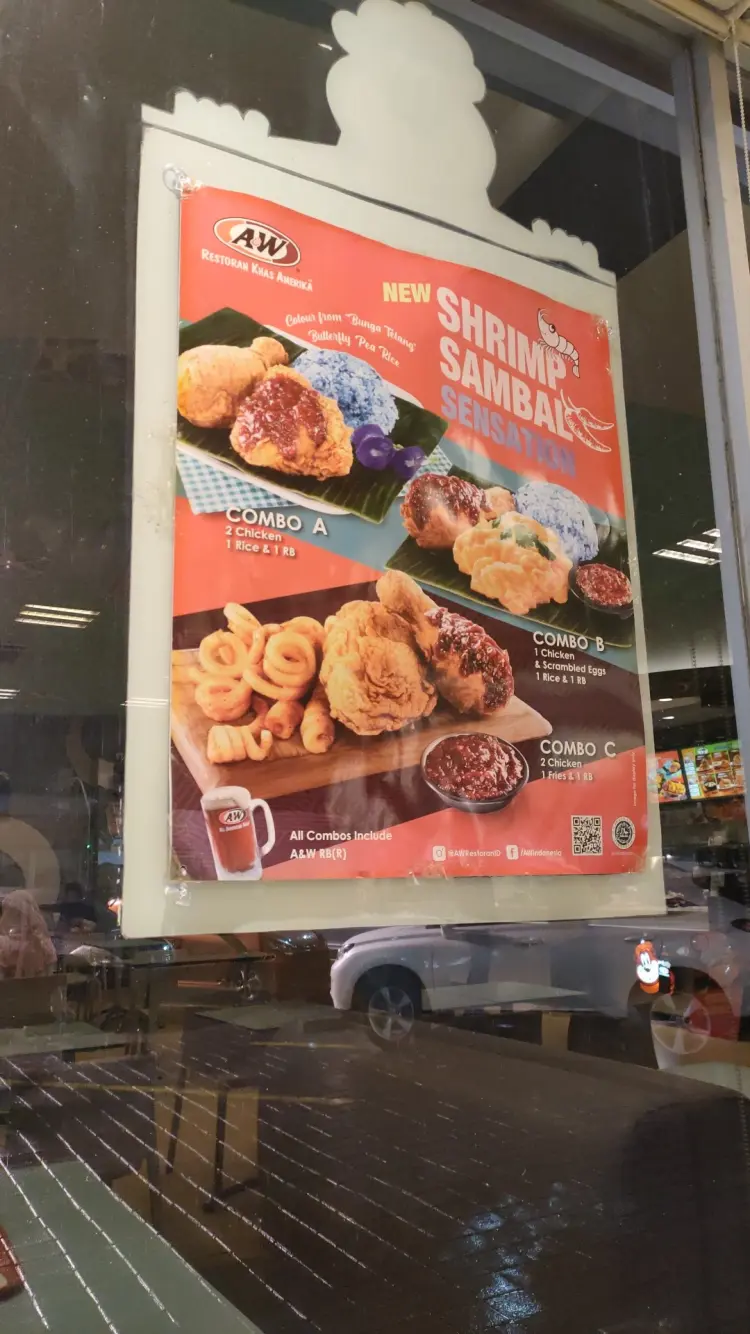 A&W
RESTORAN KHAS AMERIKA
NEW
SHRIMP
SAMBAL
SENSATION
Colour from "Bunga Telang"
Butterfly Pea Rice
COMBO A
2 Chicken
1 Rice & 1 RB
COMBO B
1 Chicken
& Scrambled Eggs
1 Rice & 1 RB
COMBO C
2 Chicken
1 Fries & 1 RB
A&W
All Combos Include
A&W RB(R)
@AWRestoranID
/AWIndonesia